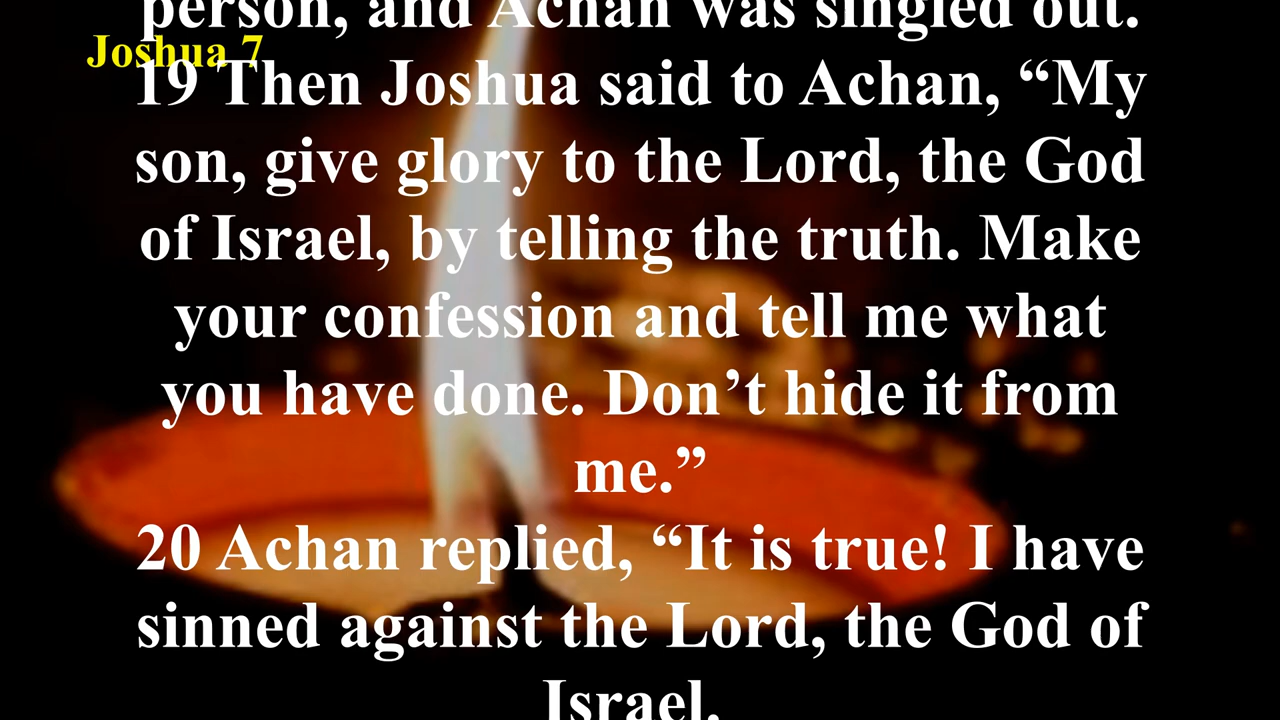 person, and Achan was singled out.
Joshua 7
19 Then Joshua said to Achan, “My
son, give glory to the Lord, the God
of Israel, by telling the truth. Make
your confession and tell me what
you have done. Don’t hide it from
me.”
20 Achan replied, “It is true! I have
sinned against the Lord, the God of
Israel.